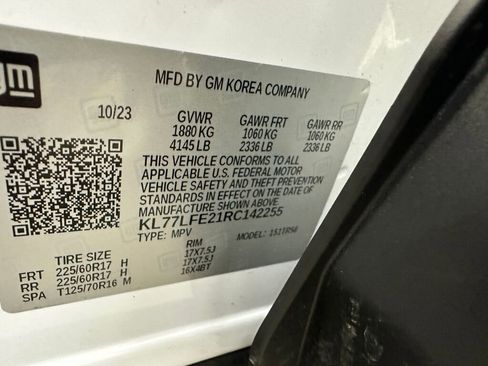 gm
MFD BY GM KOREA COMPANY
10/23 GVWR GAWR FRT GAWR RR
1880 KG 1060 KG 1060 KG
4145 LB 2336 LB 2336 LB
THIS VEHICLE CONFORMS TO ALL
APPLICABLE U.S. FEDERAL MOTOR
VEHICLE SAFETY AND THEFT PREVENTION
STANDARDS IN EFFECT ON THE DATE OF
MANUFACTURE SHOWN ABOVE.
KL77LFE21RC142255
TYPE: MPV MODEL: 1S1TR58
TIRE SIZE RIM
FRT 225/60R17 H 17X7.5J
RR 225/60R17 H 17X7.5J
SPA T125/70R16 M 16X4BT